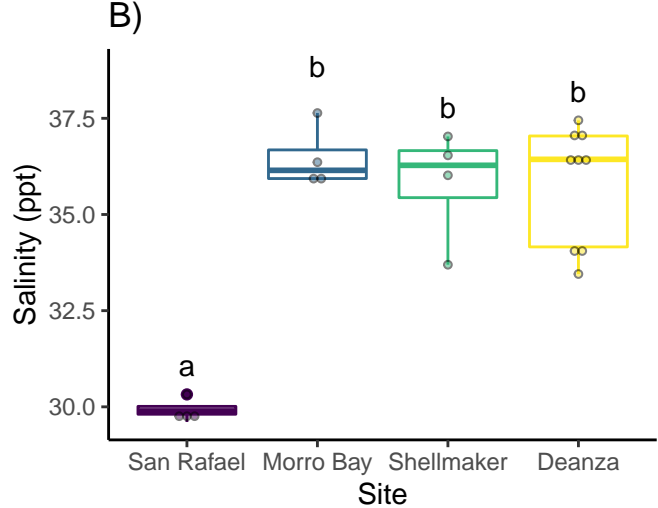 B)
b
b
b
a
37.5
35.0
32.5
30.0
Salinity (ppt)
San Rafael Morro Bay Shellmaker Deanza
Site